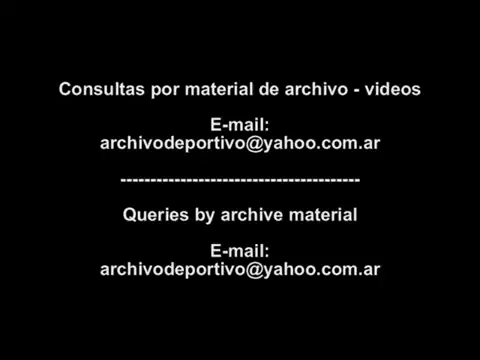 Consultas por material de archivo - videos
E-mail:
archivodeportivo@yahoo.com.ar
----------------------------------------
Queries by archive material
E-mail:
archivodeportivo@yahoo.com.ar